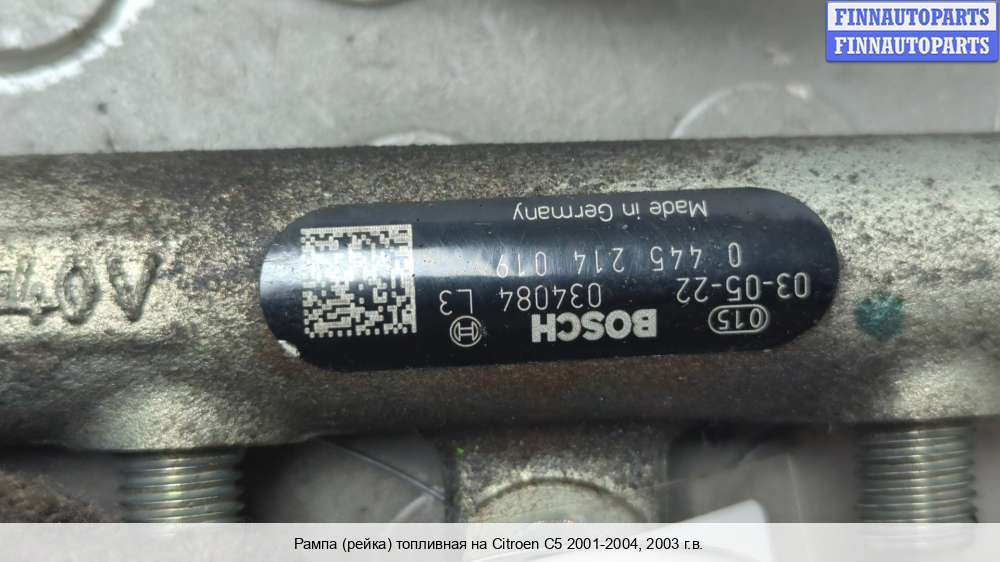 FINNAUTOPARTS
FINNAUTOPARTS
015 BOSCH
03-05-22 034084 L3
0 445 214 019
Made in Germany
Рампа (рейка) топливная на Citroen C5 2001-2004, 2003 г.в.